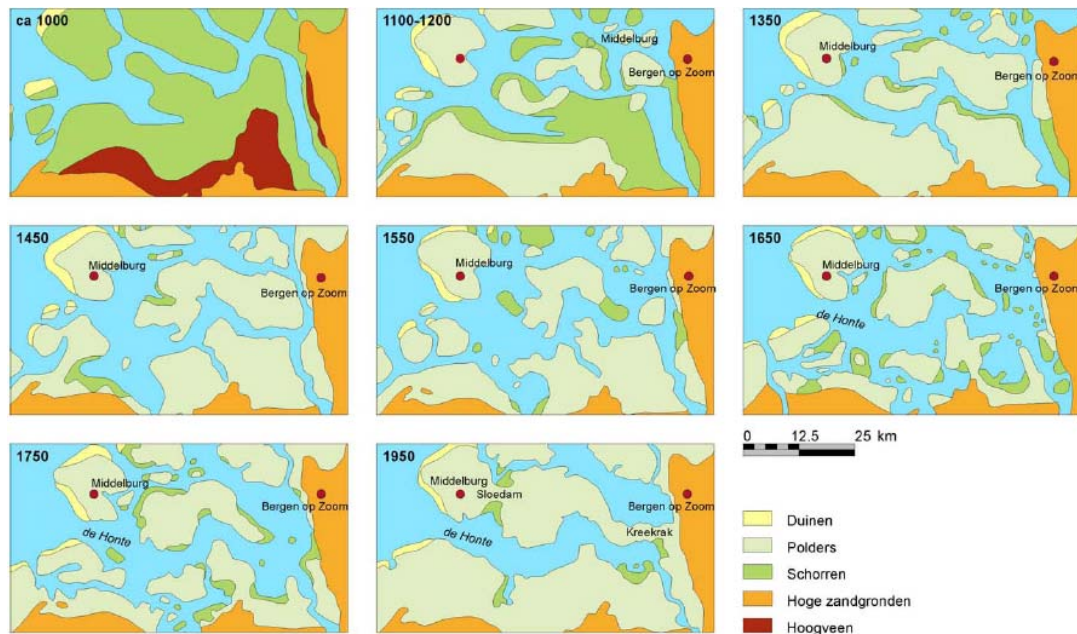 ca 1000
1100-1200
Middelburg
Bergen op Zoom
1350
Middelburg
Bergen op Zoom
1450
Middelburg
Bergen op Zoom
1550
Middelburg
Bergen op Zoom
1650
Middelburg
Bergen op Zoom
de Honte
1750
Middelburg
Bergen op Zoom
de Honte
1950
Middelburg
Sloedam
Bergen op Zoom
Kreekrak
de Honte
0 12.5 25 km
Duinen
Polders
Schorren
Hoge zandgronden
Hoogveen